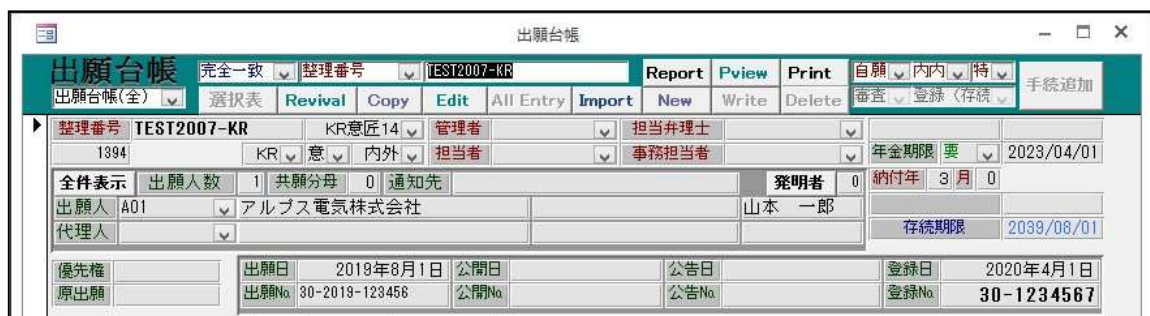 出願台帳
出願台帳 完全一致 整理番号 TEST2007-KR Report Pview Print 自願 内内 特 手続追加
出願台帳(全) 選択表 Revival Copy Edit All Entry Import New Write Delete 審査 登録（存続
整理番号 TEST2007-KR KR意匠14 管理者 担当弁理士
1394 KR 意 内外 担当者 事務担当者 年金期限 要 2023/04/01
全件表示 出願人数 1 共願分母 0 通知先 発明者 0 納付年 3 月 0
出願人 A01 アルプス電気株式会社 山本 一郎
代理人 存続期限 2039/08/01
優先権 出願日 2019年8月1日 公開日 公告日 登録日 2020年4月1日
原出願 出願No. 30-2019-123456 公開No. 公告No. 登録No. 30-1234567